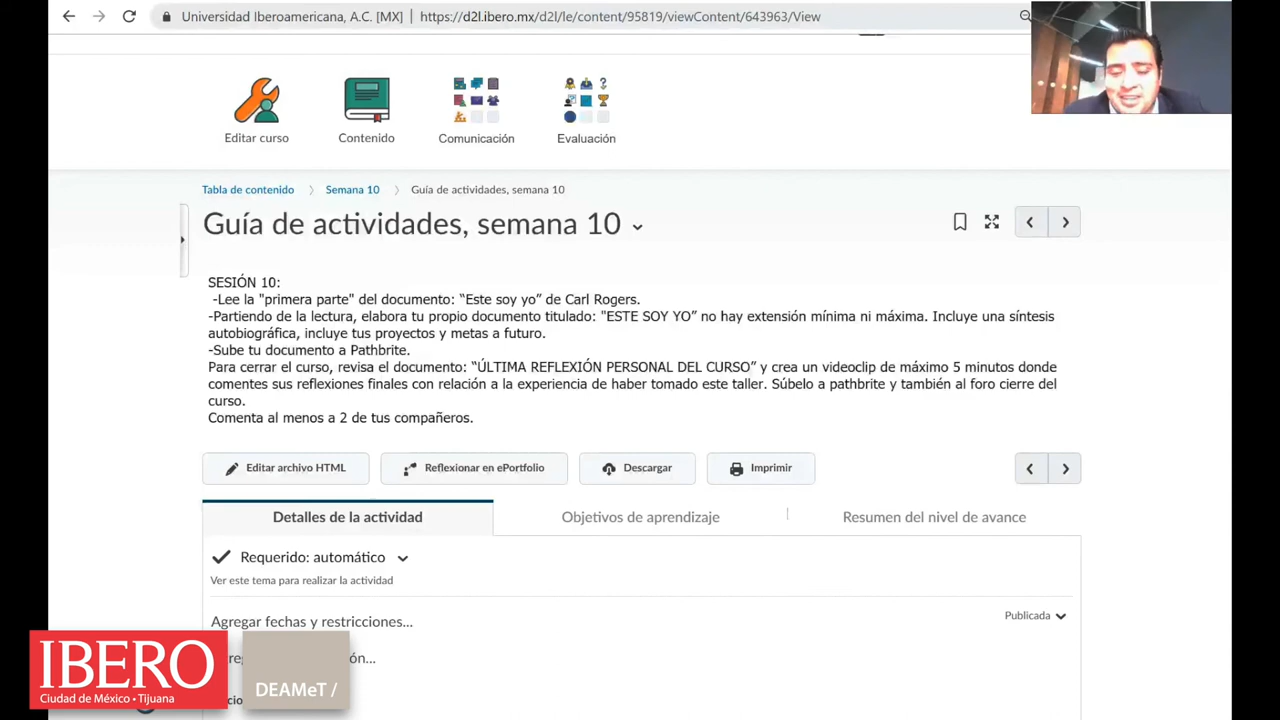 Universidad Iberoamericana, A.C. [MX] | https://d2l.ibero.mx/d2l/le/content/95819/viewContent/643963/View
Editar curso
Contenido
Comunicación
Evaluación
Tabla de contenido
Semana 10
Guía de actividades, semana 10
Guía de actividades, semana 10
SESIÓN 10:
-Lee la "primera parte" del documento: “Este soy yo” de Carl Rogers.
-Partiendo de la lectura, elabora tu propio documento titulado: "ESTE SOY YO” no hay extensión mínima ni máxima. Incluye una síntesis
autobiográfica, incluye tus proyectos y metas a futuro.
-Sube tu documento a Pathbrite.
Para cerrar el curso, revisa el documento: “ÚLTIMA REFLEXIÓN PERSONAL DEL CURSO” y crea un videoclip de máximo 5 minutos donde
comentes sus reflexiones finales con relación a la experiencia de haber tomado este taller. Súbelo a pathbrite y también al foro cierre del
curso.
Comenta al menos a 2 de tus compañeros.
Editar archivo HTML
Reflexionar en ePortfolio
Descargar
Imprimir
Detalles de la actividad
Objetivos de aprendizaje
Resumen del nivel de avance
Requerido: automático
Ver este tema para realizar la actividad
Agregar fechas y restricciones...
Publicada
IBERO
Ciudad de México • Tijuana
DEAMeT /